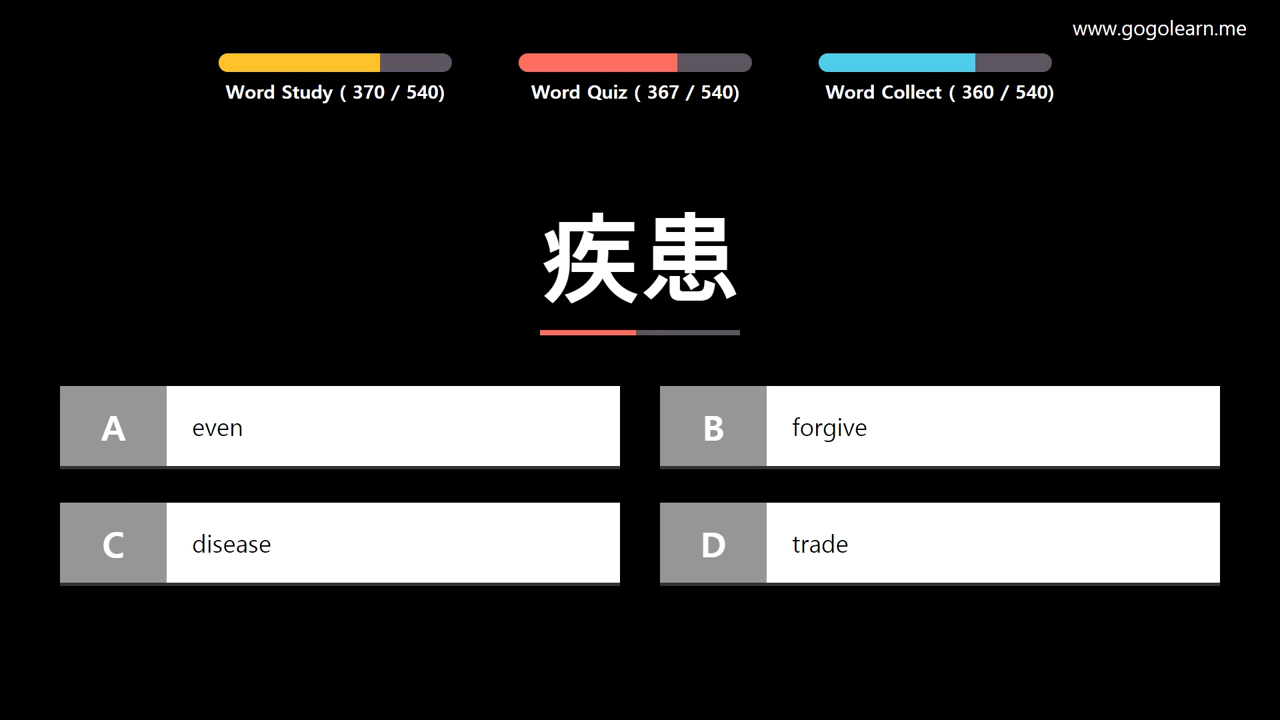 www.gogolearn.me
Word Study ( 370 / 540)
Word Quiz ( 367 / 540)
Word Collect ( 360 / 540)
疾患
A even
B forgive
C disease
D trade